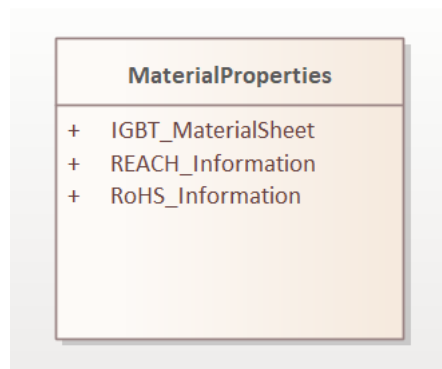 MaterialProperties
+ IGBT_MaterialSheet
+ REACH_Information
+ RoHS_Information